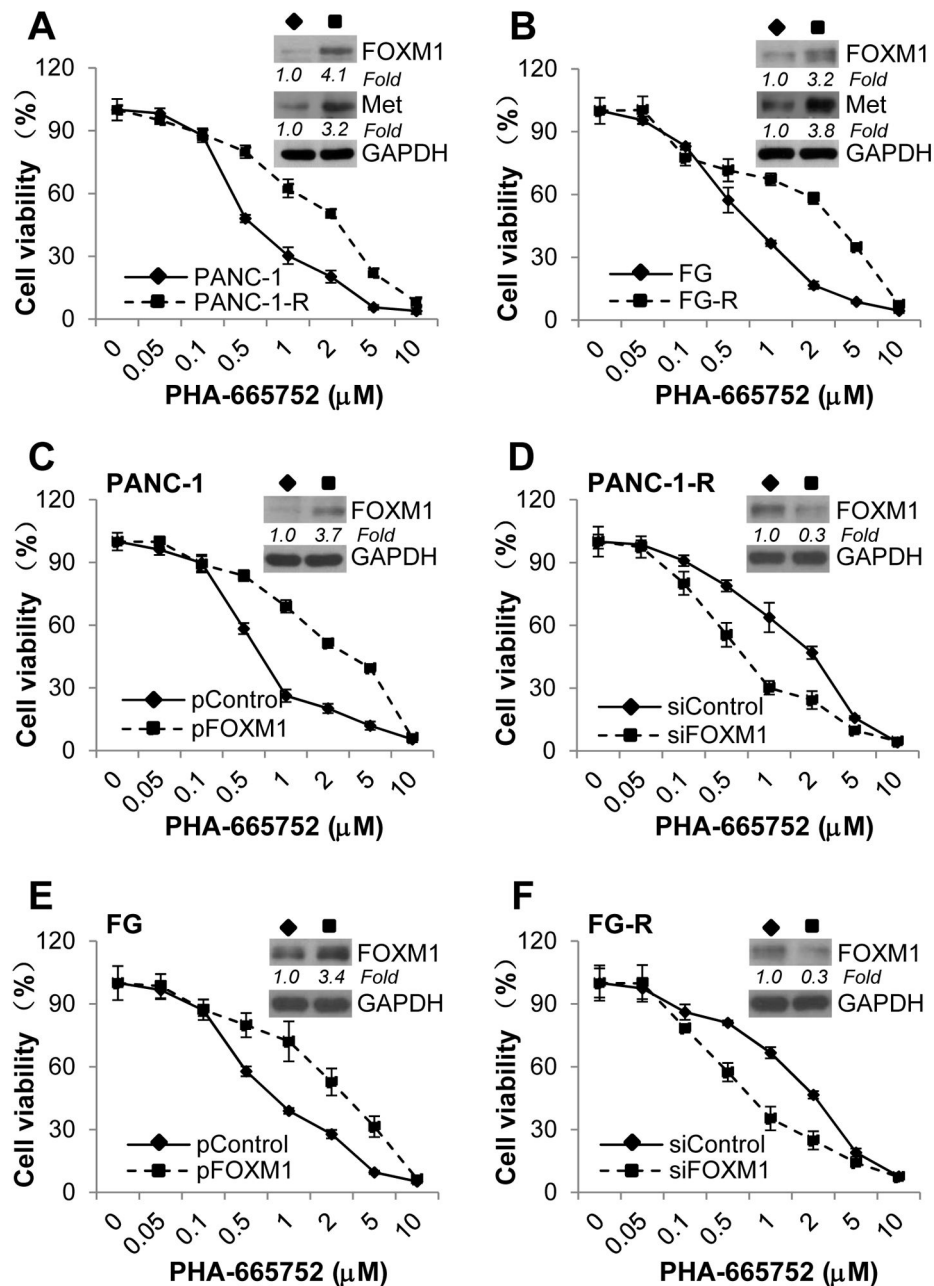 A
FOXM1
1.0 4.1 Fold
Met
1.0 3.2 Fold
GAPDH
Cell viability (%)
120
90
60
30
0
PANC-1
PANC-1-R
0 0.05 0.1 0.5 1 2 5 10
PHA-665752 (μM)
B
FOXM1
1.0 3.2 Fold
Met
1.0 3.8 Fold
GAPDH
Cell viability (%)
120
90
60
30
0
FG
FG-R
0 0.05 0.1 0.5 1 2 5 10
PHA-665752 (μM)
C
PANC-1
FOXM1
1.0 3.7 Fold
GAPDH
Cell viability (%)
120
90
60
30
0
pControl
pFOXM1
0 0.05 0.1 0.5 1 2 5 10
PHA-665752 (μM)
D
PANC-1-R
FOXM1
1.0 0.3 Fold
GAPDH
Cell viability (%)
120
90
60
30
0
siControl
siFOXM1
0 0.05 0.1 0.5 1 2 5 10
PHA-665752 (μM)
E
FG
FOXM1
1.0 3.4 Fold
GAPDH
Cell viability (%)
120
90
60
30
0
pControl
pFOXM1
0 0.05 0.1 0.5 1 2 5 10
PHA-665752 (μM)
F
FG-R
FOXM1
1.0 0.3 Fold
GAPDH
Cell viability (%)
120
90
60
30
0
siControl
siFOXM1
0 0.05 0.1 0.5 1 2 5 10
PHA-665752 (μM)